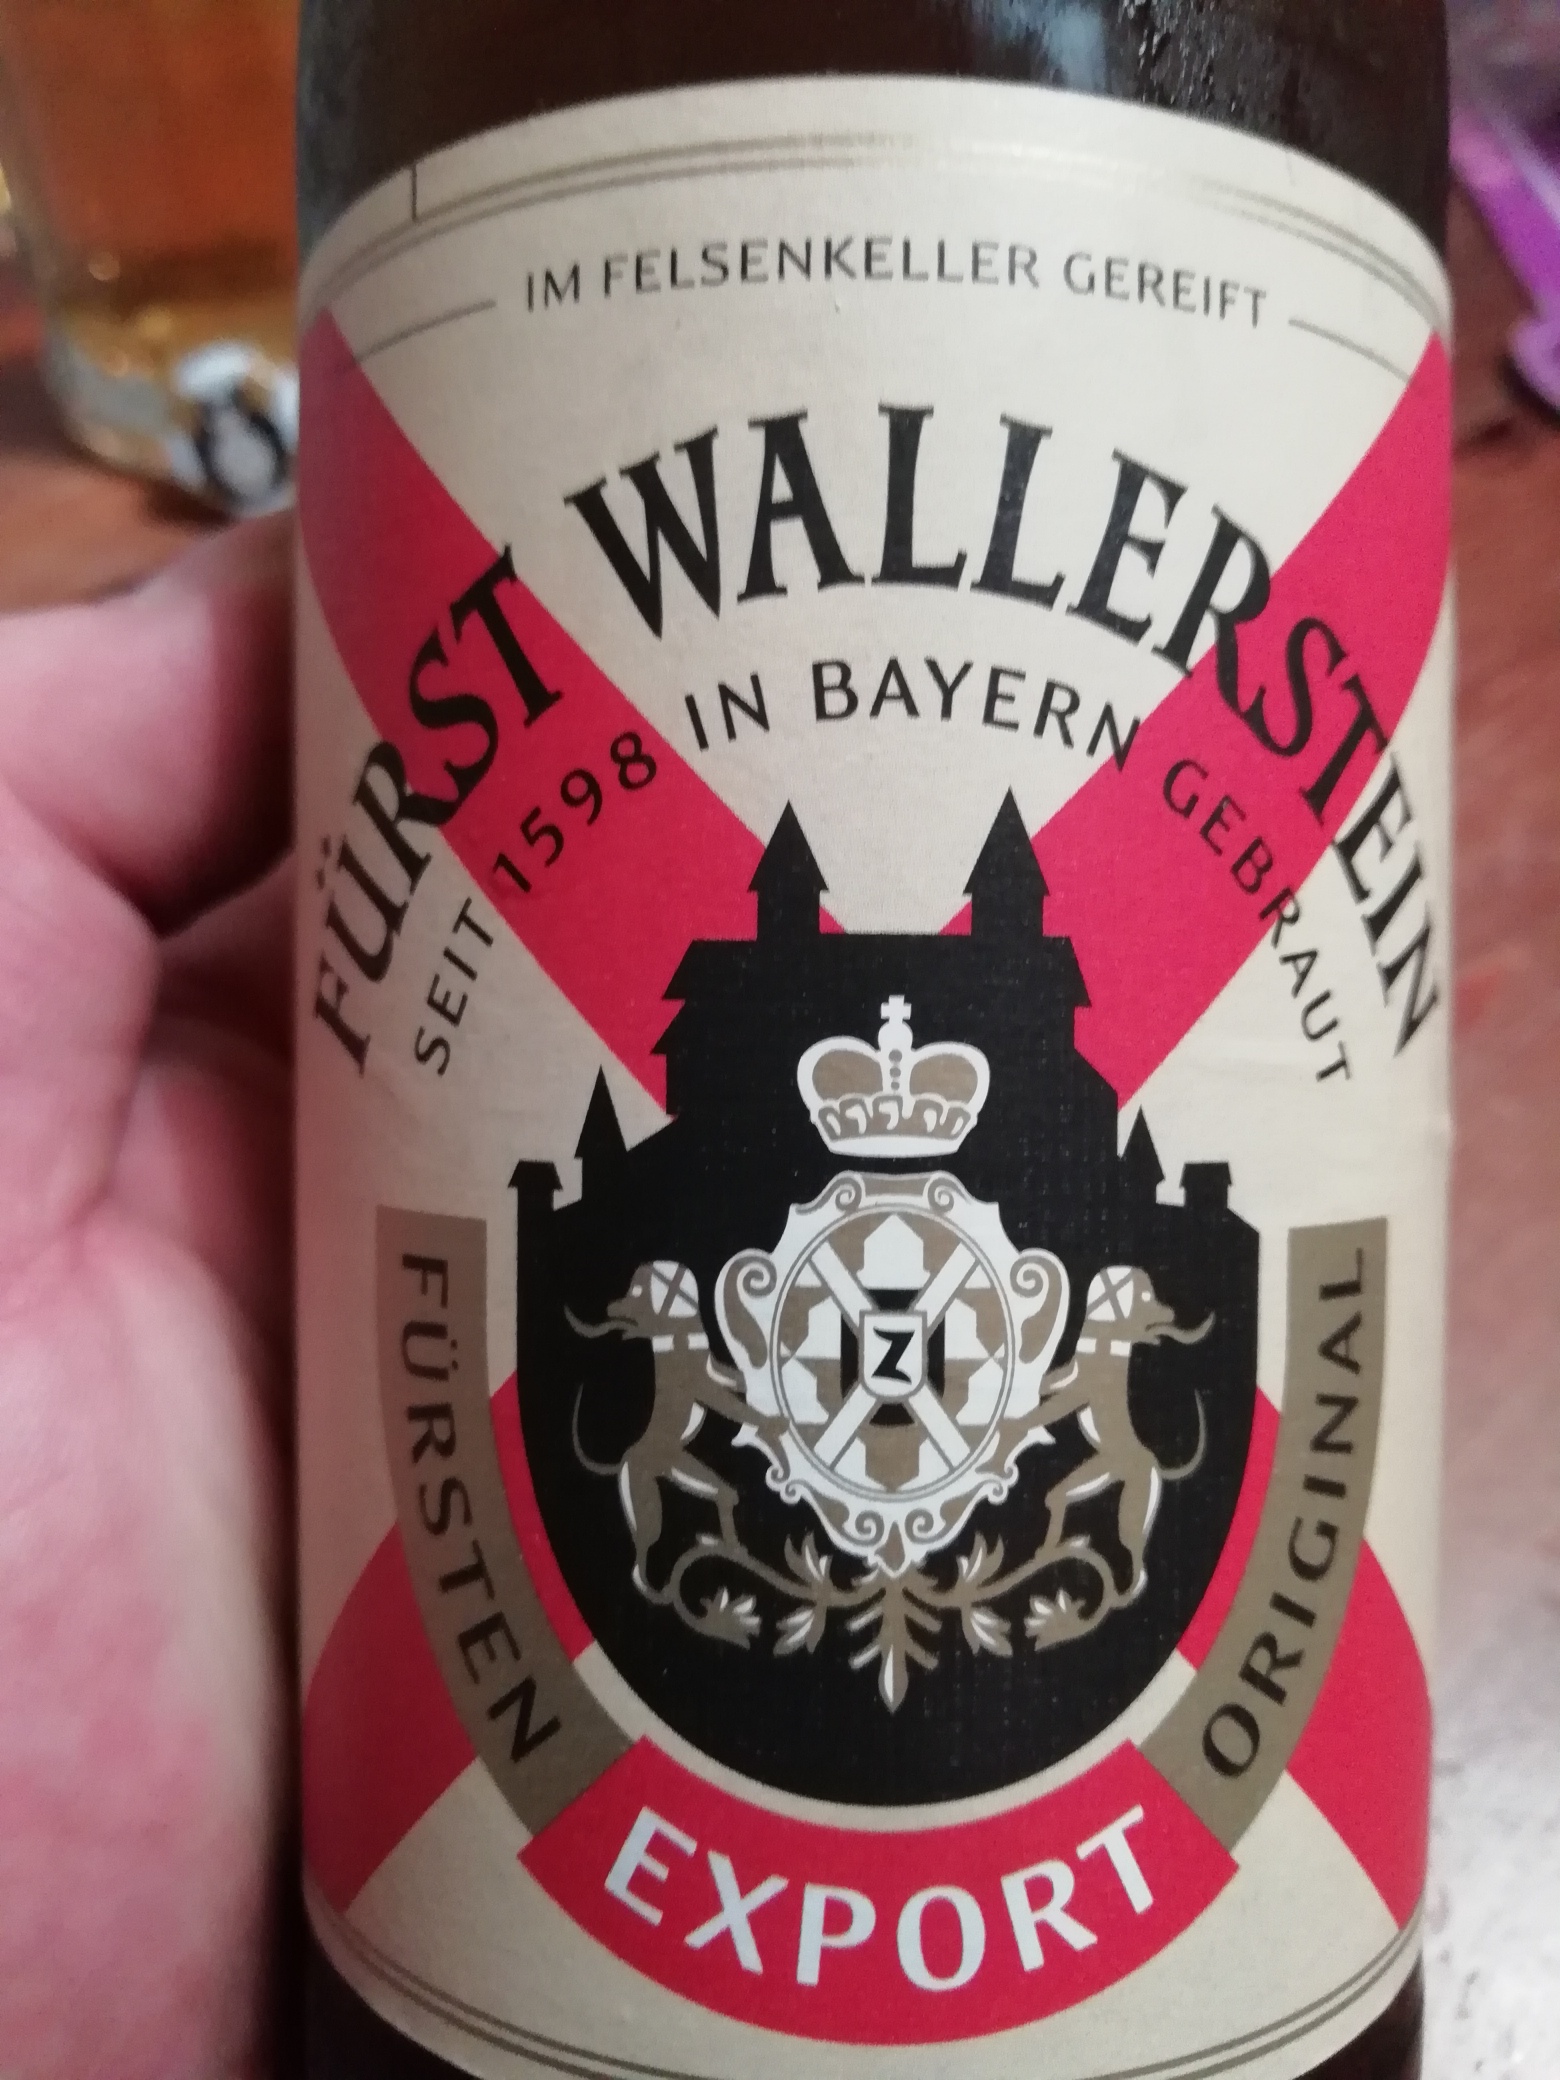 IM FELSENKELLER GEREIFT
FÜRST WALLERSTEIN
SEIT 1598 IN BAYERN GEBRAUT
Z
FÜRSTEN
ORIGINAL
EXPORT